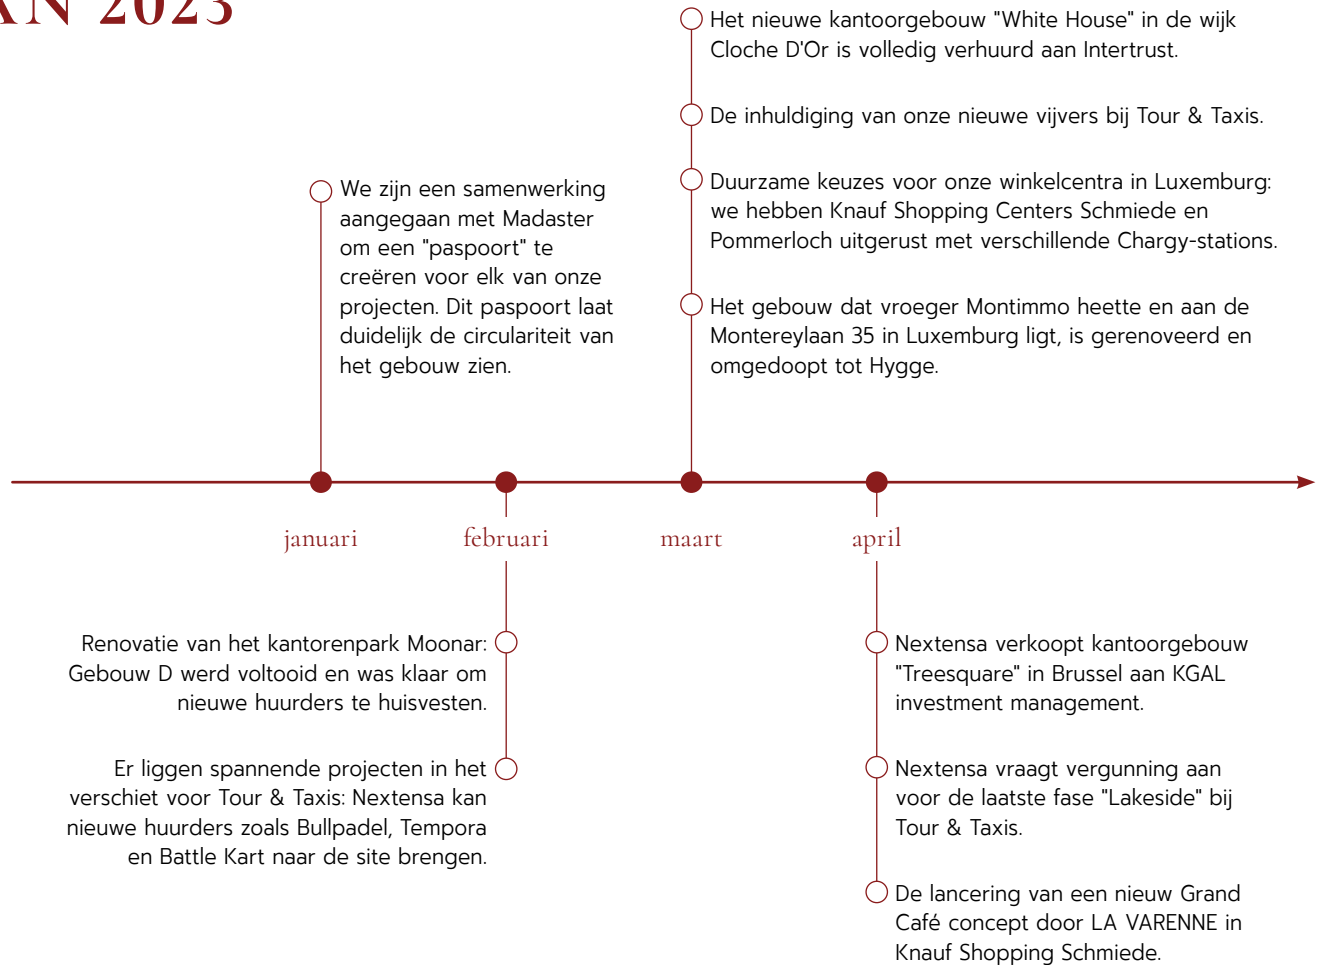 AN 2023
Het nieuwe kantoorgebouw "White House" in de wijk
Cloche D'Or is volledig verhuurd aan Intertrust.
De inhuldiging van onze nieuwe vijvers bij Tour & Taxis.
Duurzame keuzes voor onze winkelcentra in Luxemburg:
we hebben Knauf Shopping Centers Schmiede en
Pommerloch uitgerust met verschillende Chargy-stations.
Het gebouw dat vroeger Montimmo heette en aan de
Montereylaan 35 in Luxemburg ligt, is gerenoveerd en
omgedoopt tot Hygge.
We zijn een samenwerking
aangegaan met Madaster
om een "paspoort" te
creëren voor elk van onze
projecten. Dit paspoort laat
duidelijk de circulariteit van
het gebouw zien.
januari
februari
maart
april
Renovatie van het kantorenpark Moonar:
Gebouw D werd voltooid en was klaar om
nieuwe huurders te huisvesten.
Er liggen spannende projecten in het
verschiet voor Tour & Taxis: Nextensa kan
nieuwe huurders zoals Bullpadel, Tempora
en Battle Kart naar de site brengen.
Nextensa verkoopt kantoorgebouw
"Treesquare" in Brussel aan KGAL
investment management.
Nextensa vraagt vergunning aan
voor de laatste fase "Lakeside" bij
Tour & Taxis.
De lancering van een nieuw Grand
Café concept door LA VARENNE in
Knauf Shopping Schmiede.